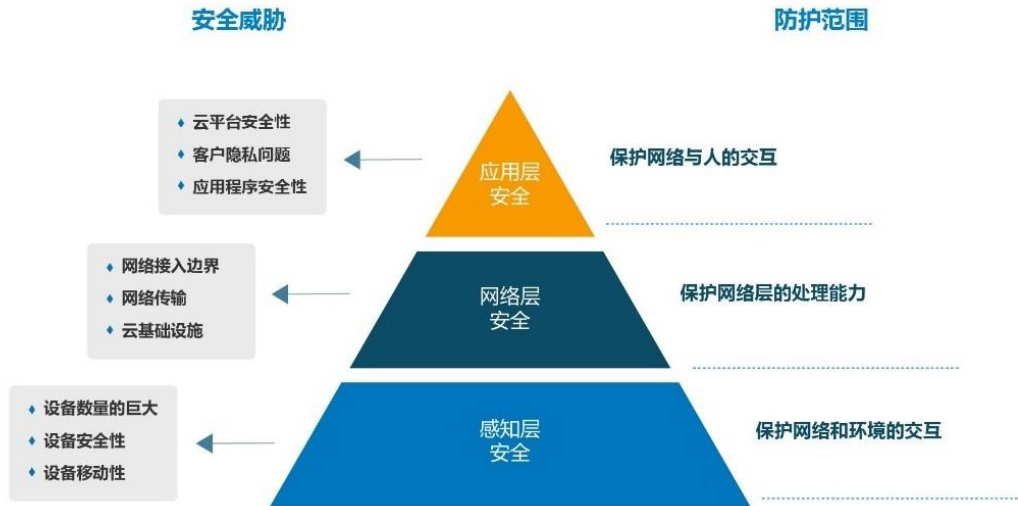 安全威胁
防护范围
云平台安全性
客户隐私问题
应用程序安全性
应用层
安全
保护网络与人的交互
网络接入边界
网络传输
云基础设施
网络层
安全
保护网络层的处理能力
设备数量的巨大
设备安全性
设备移动性
感知层
安全
保护网络和环境的交互